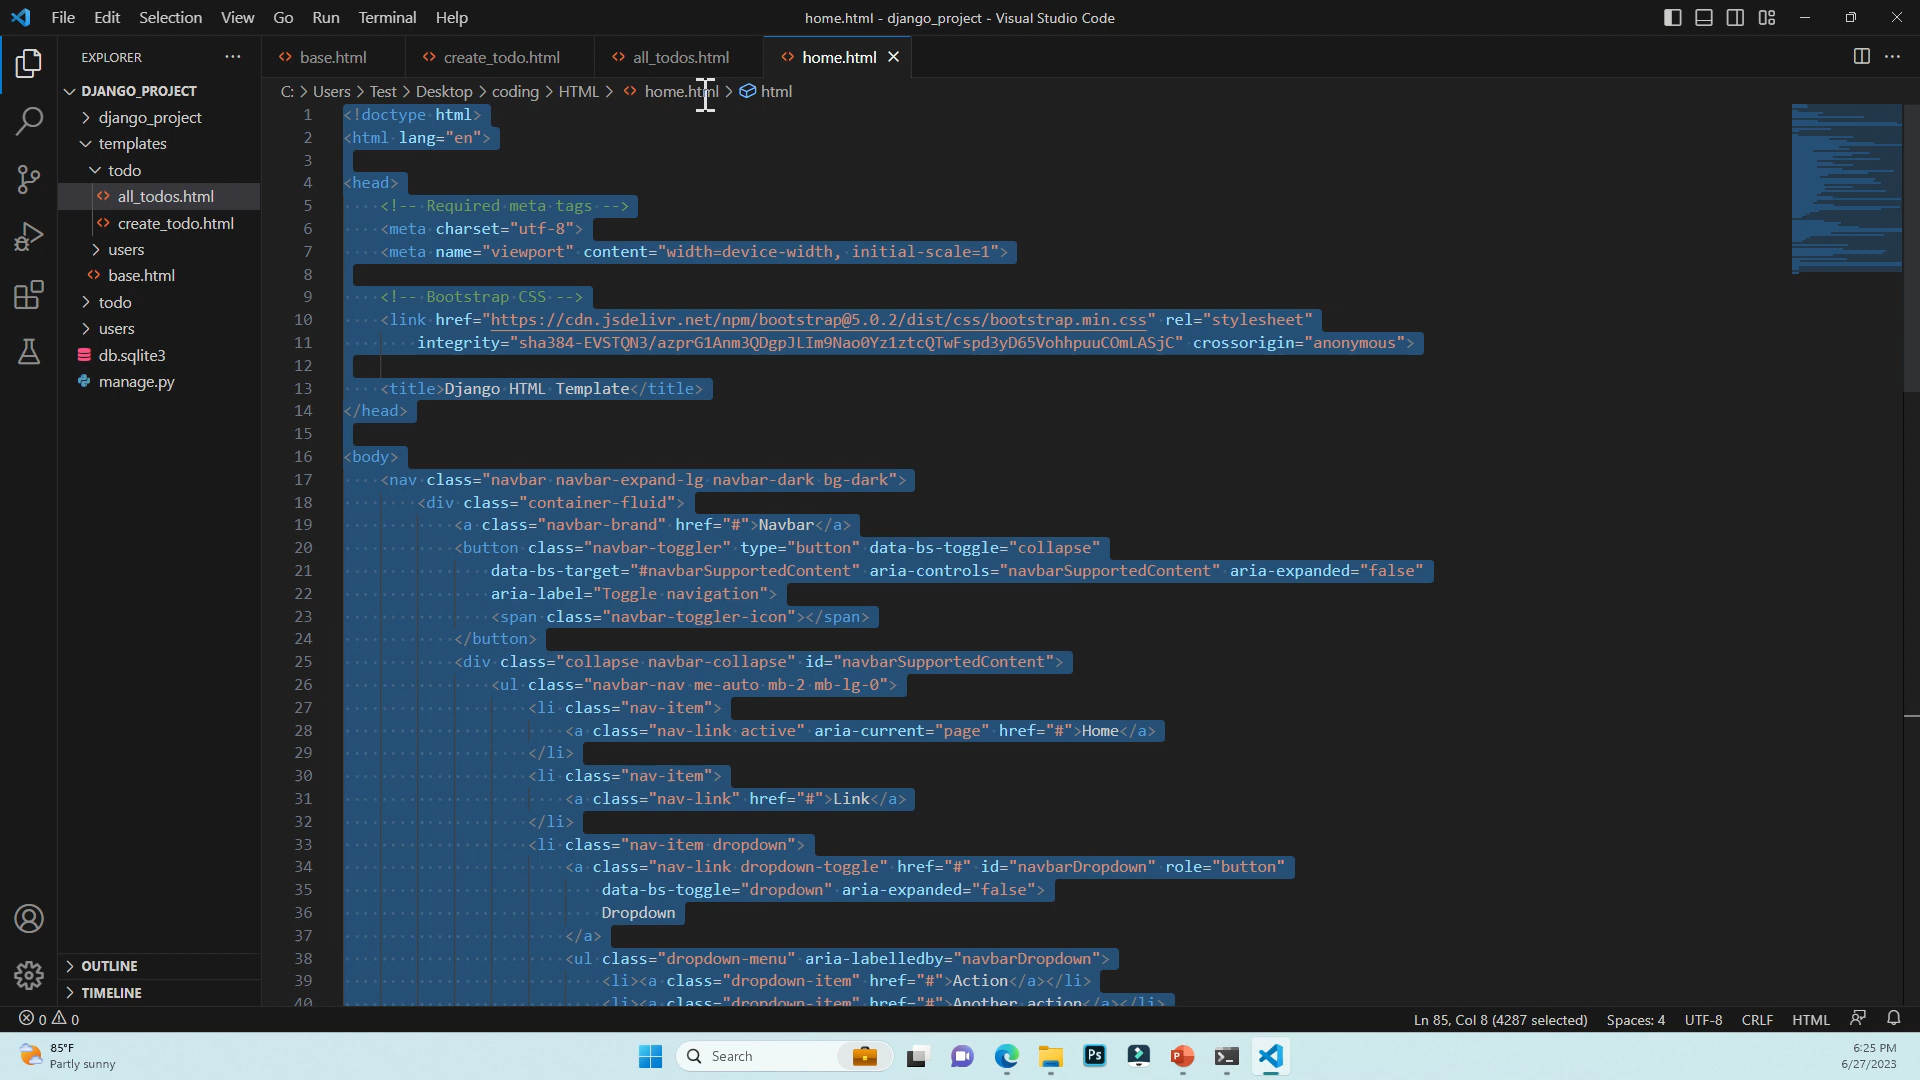 File Edit Selection View Go Run Terminal Help
home.html - django_project - Visual Studio Code
EXPLORER
base.html
create_todo.html
all_todos.html
home.html
DJANGO_PROJECT
django_project
templates
todo
all_todos.html
create_todo.html
users
base.html
todo
users
db.sqlite3
manage.py
OUTLINE
TIMELINE
C: > Users > Test > Desktop > coding > HTML > home.html > html
1 <!doctype html>
2 <html lang="en">
3
4 <head>
5 <!-- Required meta tags -->
6 <meta charset="utf-8">
7 <meta name="viewport" content="width=device-width, initial-scale=1">
8
9 <!-- Bootstrap CSS -->
10 <link href="https://cdn.jsdelivr.net/npm/bootstrap@5.0.2/dist/css/bootstrap.min.css" rel="stylesheet"
11 integrity="sha384-EVSTQN3/azprG1Anm3QDgpJLIm9Nao0Yz1ztcQTwFspd3yD65VohhpuuCOmLASjC" crossorigin="anonymous">
12
13 <title>Django HTML Template</title>
14 </head>
15
16 <body>
17 <nav class="navbar navbar-expand-lg navbar-dark bg-dark">
18 <div class="container-fluid">
19 <a class="navbar-brand" href="#">Navbar</a>
20 <button class="navbar-toggler" type="button" data-bs-toggle="collapse"
21 data-bs-target="#navbarSupportedContent" aria-controls="navbarSupportedContent" aria-expanded="false"
22 aria-label="Toggle navigation">
23 <span class="navbar-toggler-icon"></span>
24 </button>
25 <div class="collapse navbar-collapse" id="navbarSupportedContent">
26 <ul class="navbar-nav me-auto mb-2 mb-lg-0">
27 <li class="nav-item">
28 <a class="nav-link active" aria-current="page" href="#">Home</a>
29 </li>
30 <li class="nav-item">
31 <a class="nav-link" href="#">Link</a>
32 </li>
33 <li class="nav-item dropdown">
34 <a class="nav-link dropdown-toggle" href="#" id="navbarDropdown" role="button"
35 data-bs-toggle="dropdown" aria-expanded="false">
36 Dropdown
37 </a>
38 <ul class="dropdown-menu" aria-labelledby="navbarDropdown">
39 <li><a class="dropdown-item" href="#">Action</a></li>
40 <li><a class="dropdown-item" href="#">Another action</a></li>
0 0
Ln 85, Col 8 (4287 selected) Spaces: 4 UTF-8 CRLF HTML
85°F
Partly sunny
Search
Ps
P
6:25 PM
6/27/2023